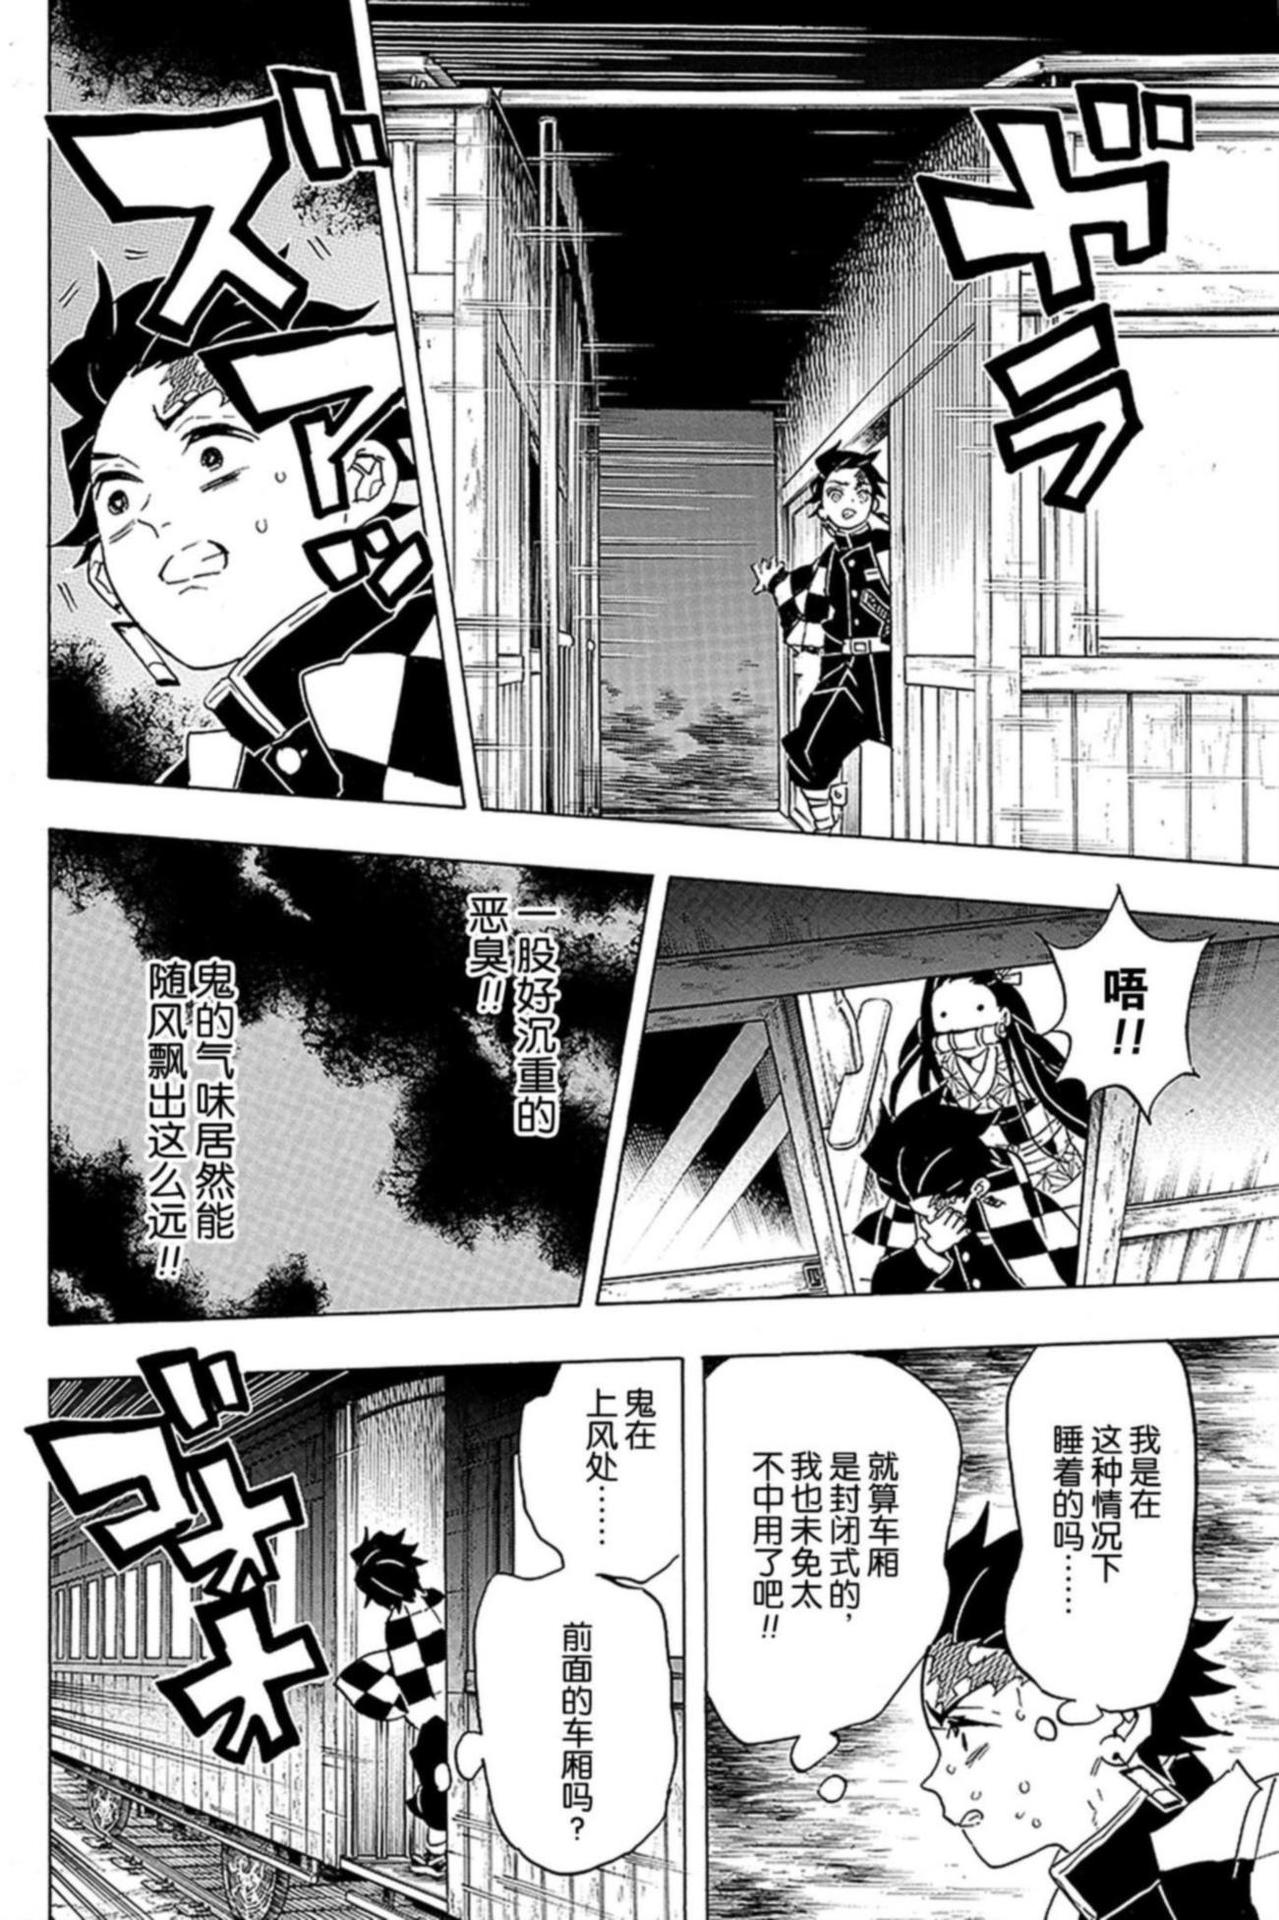 ガラッ
ズアッ
唔!!
一股好沉重的
恶臭!!
鬼的气味居然能
随风飘出这么远!!
我是在
这种情况下
睡着的吗……
就算车厢
是封闭式的，
我也未免太
不中用了吧!!
鬼在
上风处……
前面的车厢吗？